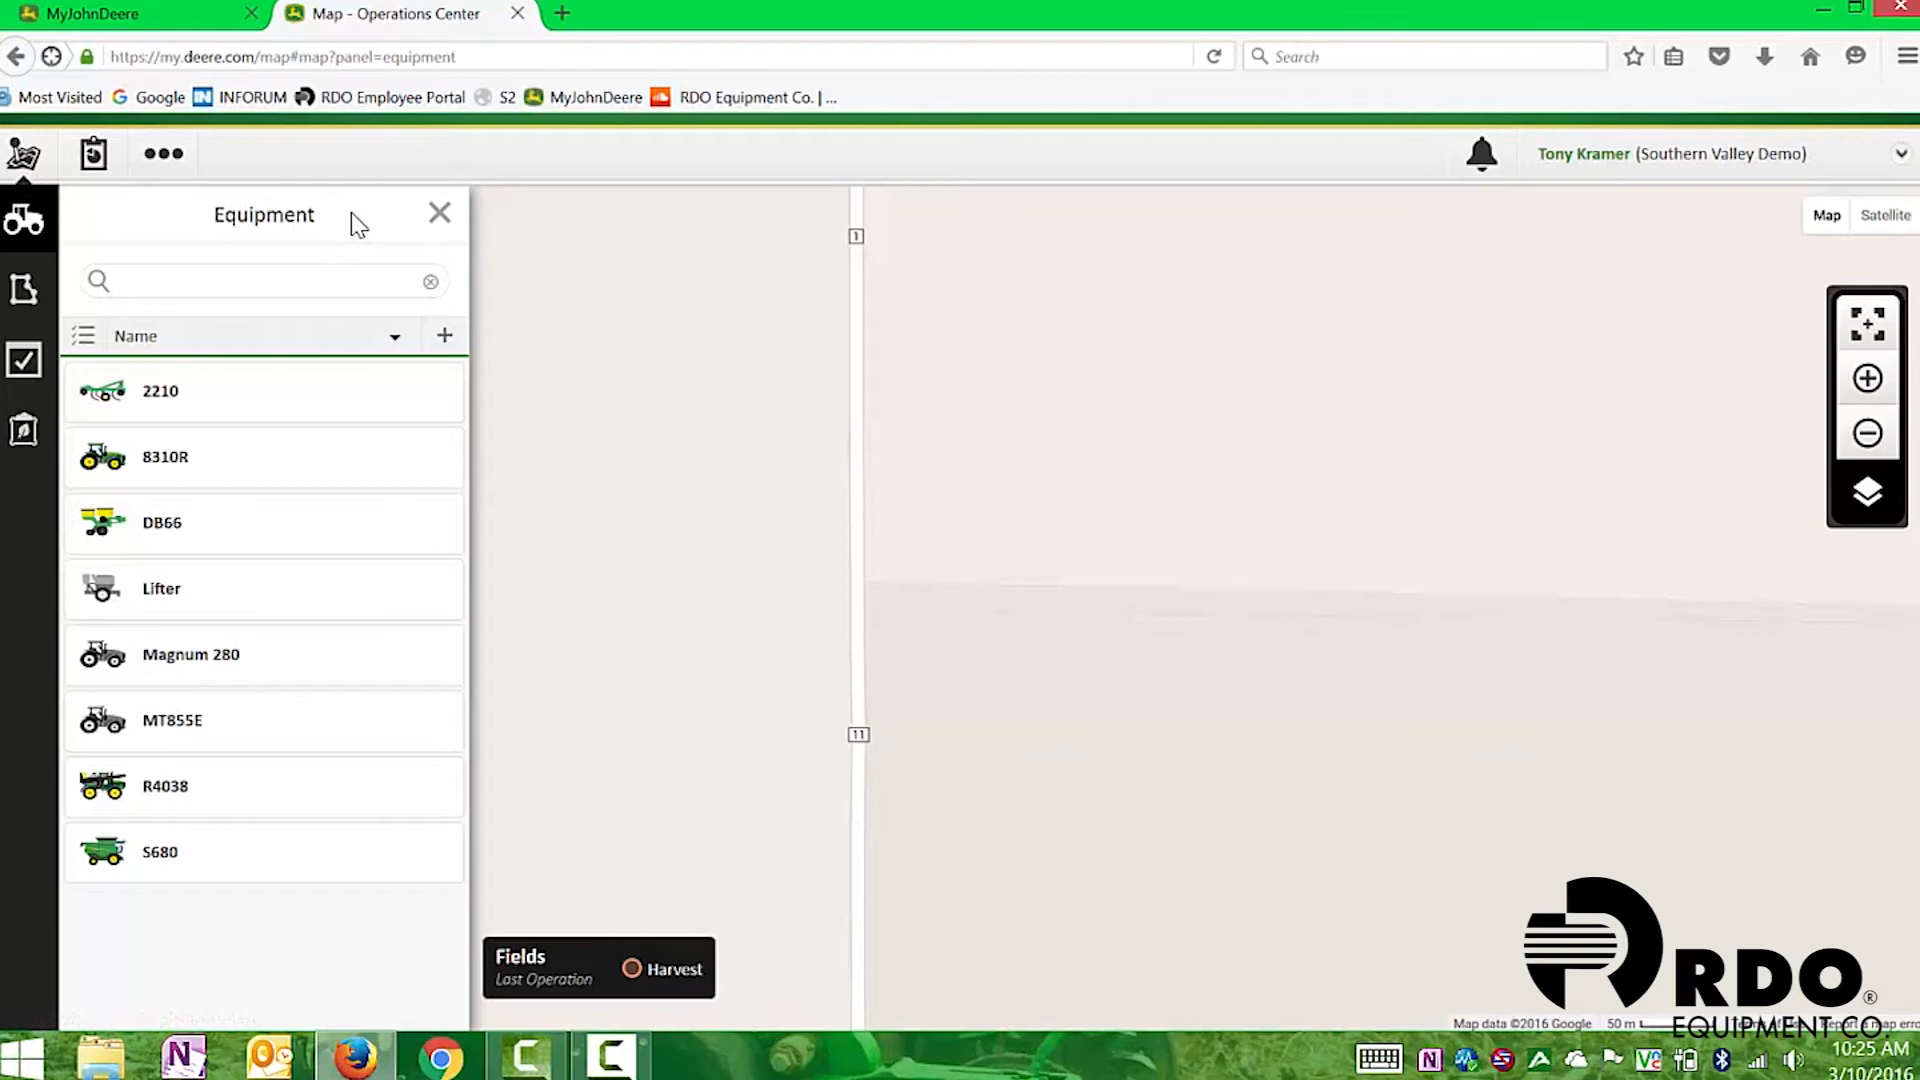 MyJohnDeere
Map - Operations Center
https://my.deere.com/map#map?panel=equipment
Search
Most Visited
Google
INFORUM
RDO Employee Portal
S2
MyJohnDeere
RDO Equipment Co. | ...
Tony Kramer (Southern Valley Demo)
Equipment
Map
Satellite
1
Name
2210
8310R
DB66
Lifter
Magnum 280
MT855E
11
R4038
S680
Fields
Last Operation
Harvest
RDO®
EQUIPMENT CO
Map data ©2016 Google
50 m
Report a map erro
10:25 AM
3/10/2016